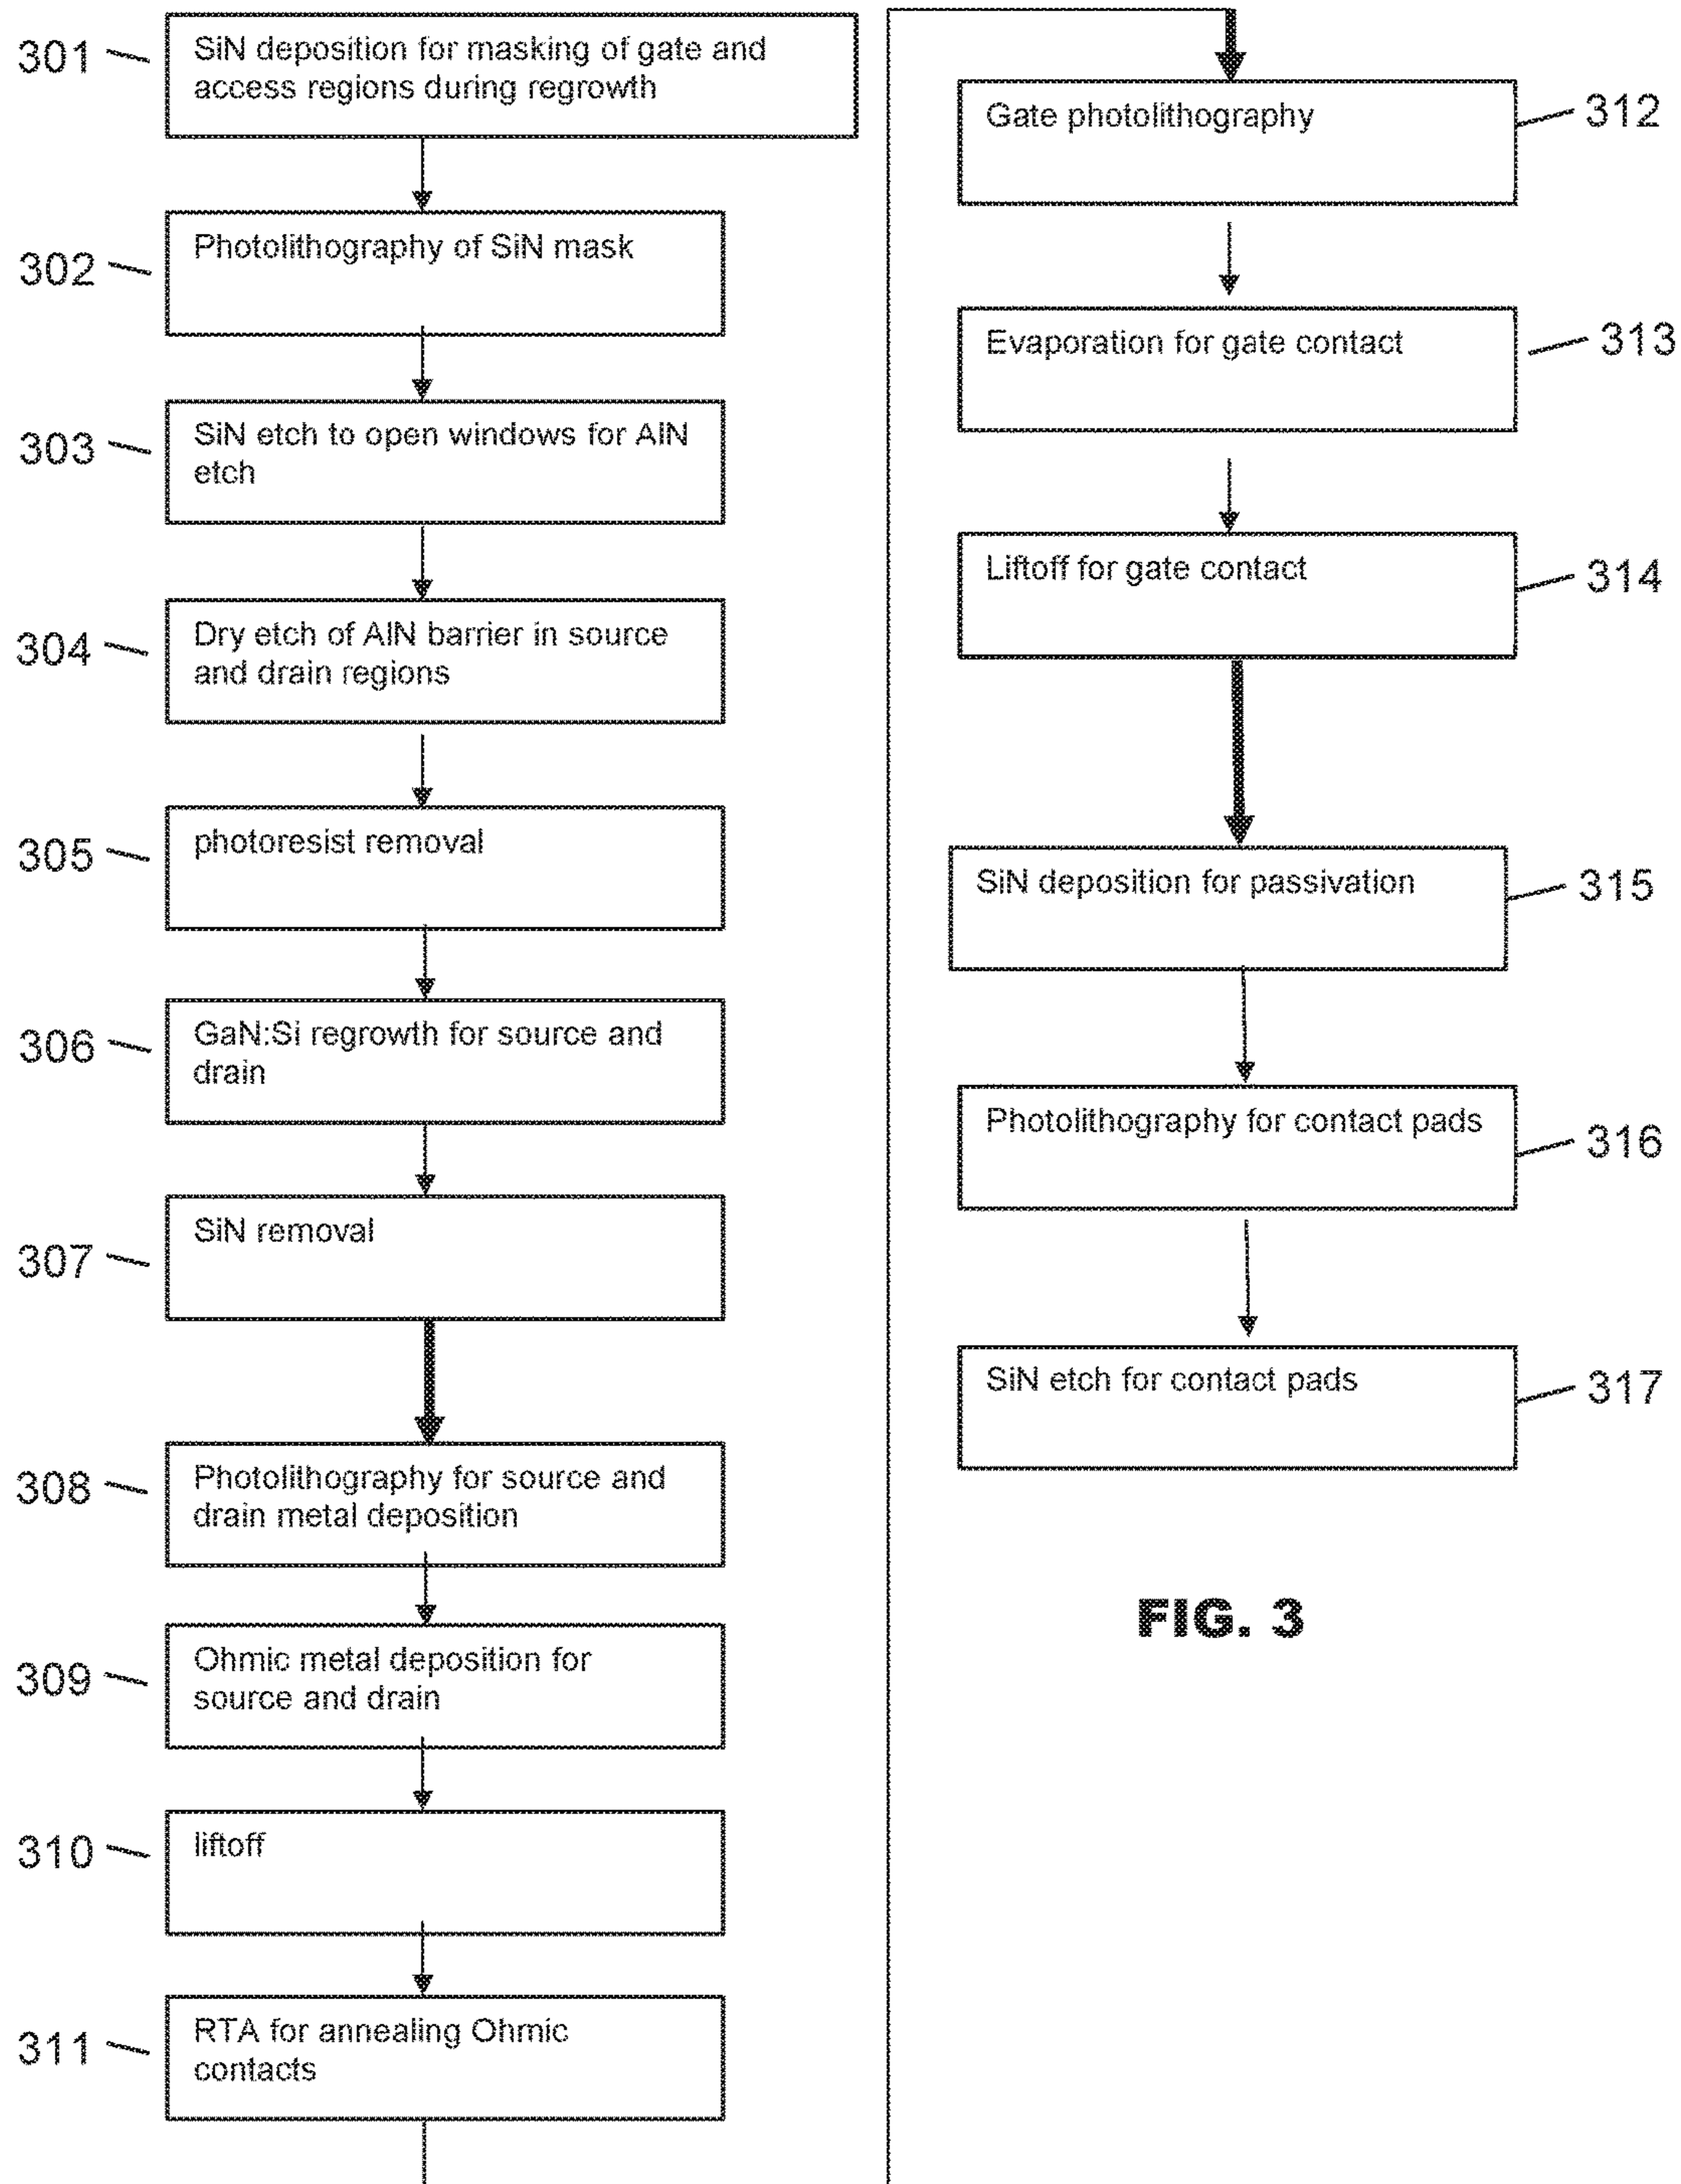 301
SiN deposition for masking of gate and
access regions during regrowth
302
Photolithography of SiN mask
303
SiN etch to open windows for AlN
etch
304
Dry etch of AlN barrier in source
and drain regions
305
photoresist removal
306
GaN:Si regrowth for source and
drain
307
SiN removal
308
Photolithography for source and
drain metal deposition
309
Ohmic metal deposition for
source and drain
310
liftoff
311
RTA for annealing Ohmic
contacts
Gate photolithography
312
Evaporation for gate contact
313
Liftoff for gate contact
314
SiN deposition for passivation
315
Photolithography for contact pads
316
SiN etch for contact pads
317
FIG. 3